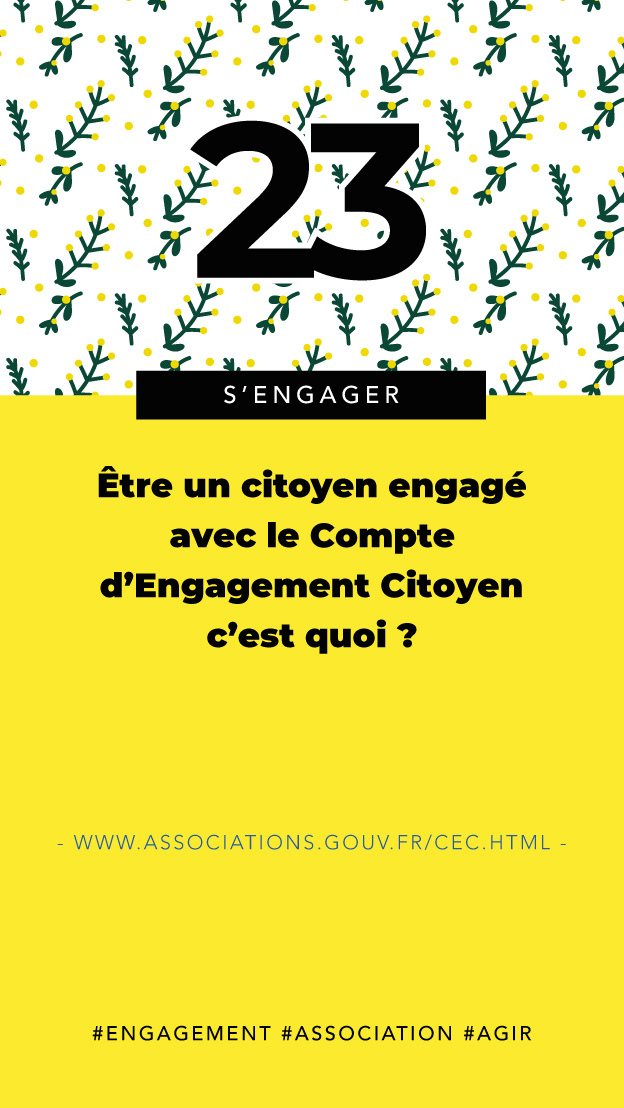 23
S’ENGAGER
Être un citoyen engagé
avec le Compte
d’Engagement Citoyen
c’est quoi ?
- WWW.ASSOCIATIONS.GOUV.FR/CEC.HTML -
#ENGAGEMENT #ASSOCIATION #AGIR